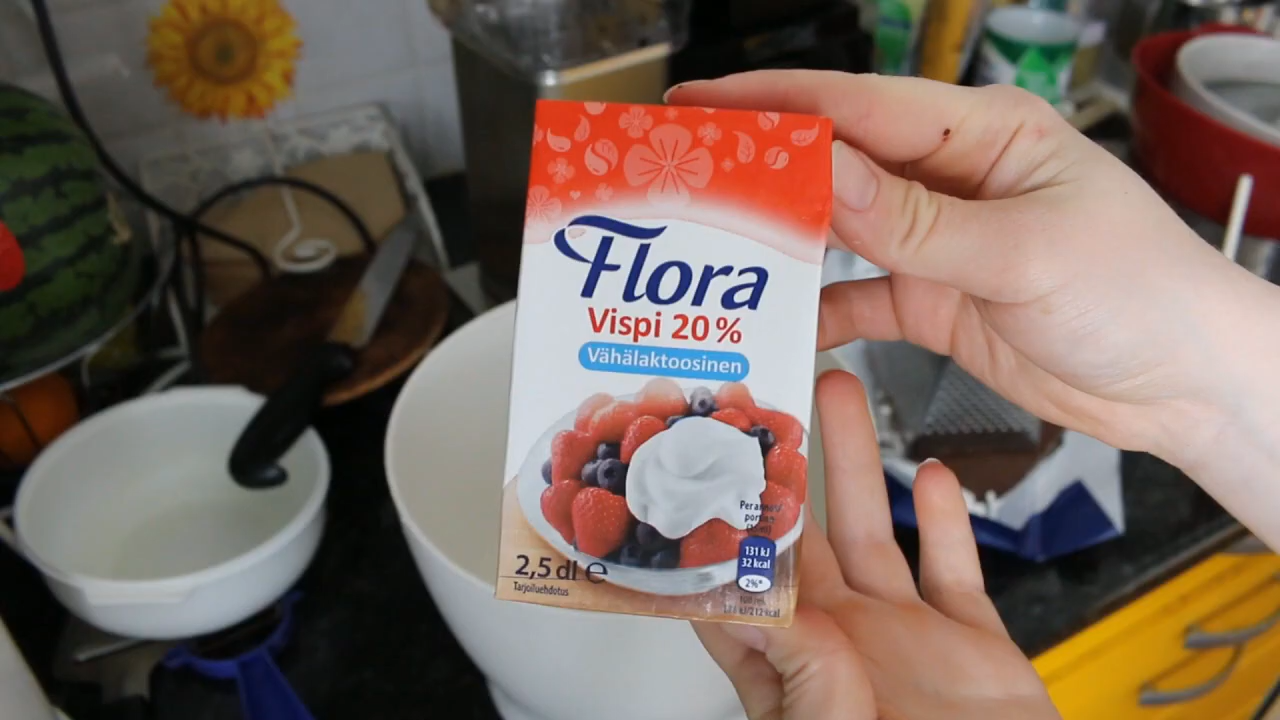 Flora
Vispi 20%
Vähälaktoosinen
2,5 dl e
Tarjoiluehdotus
131 kJ
32 kcal
2%*